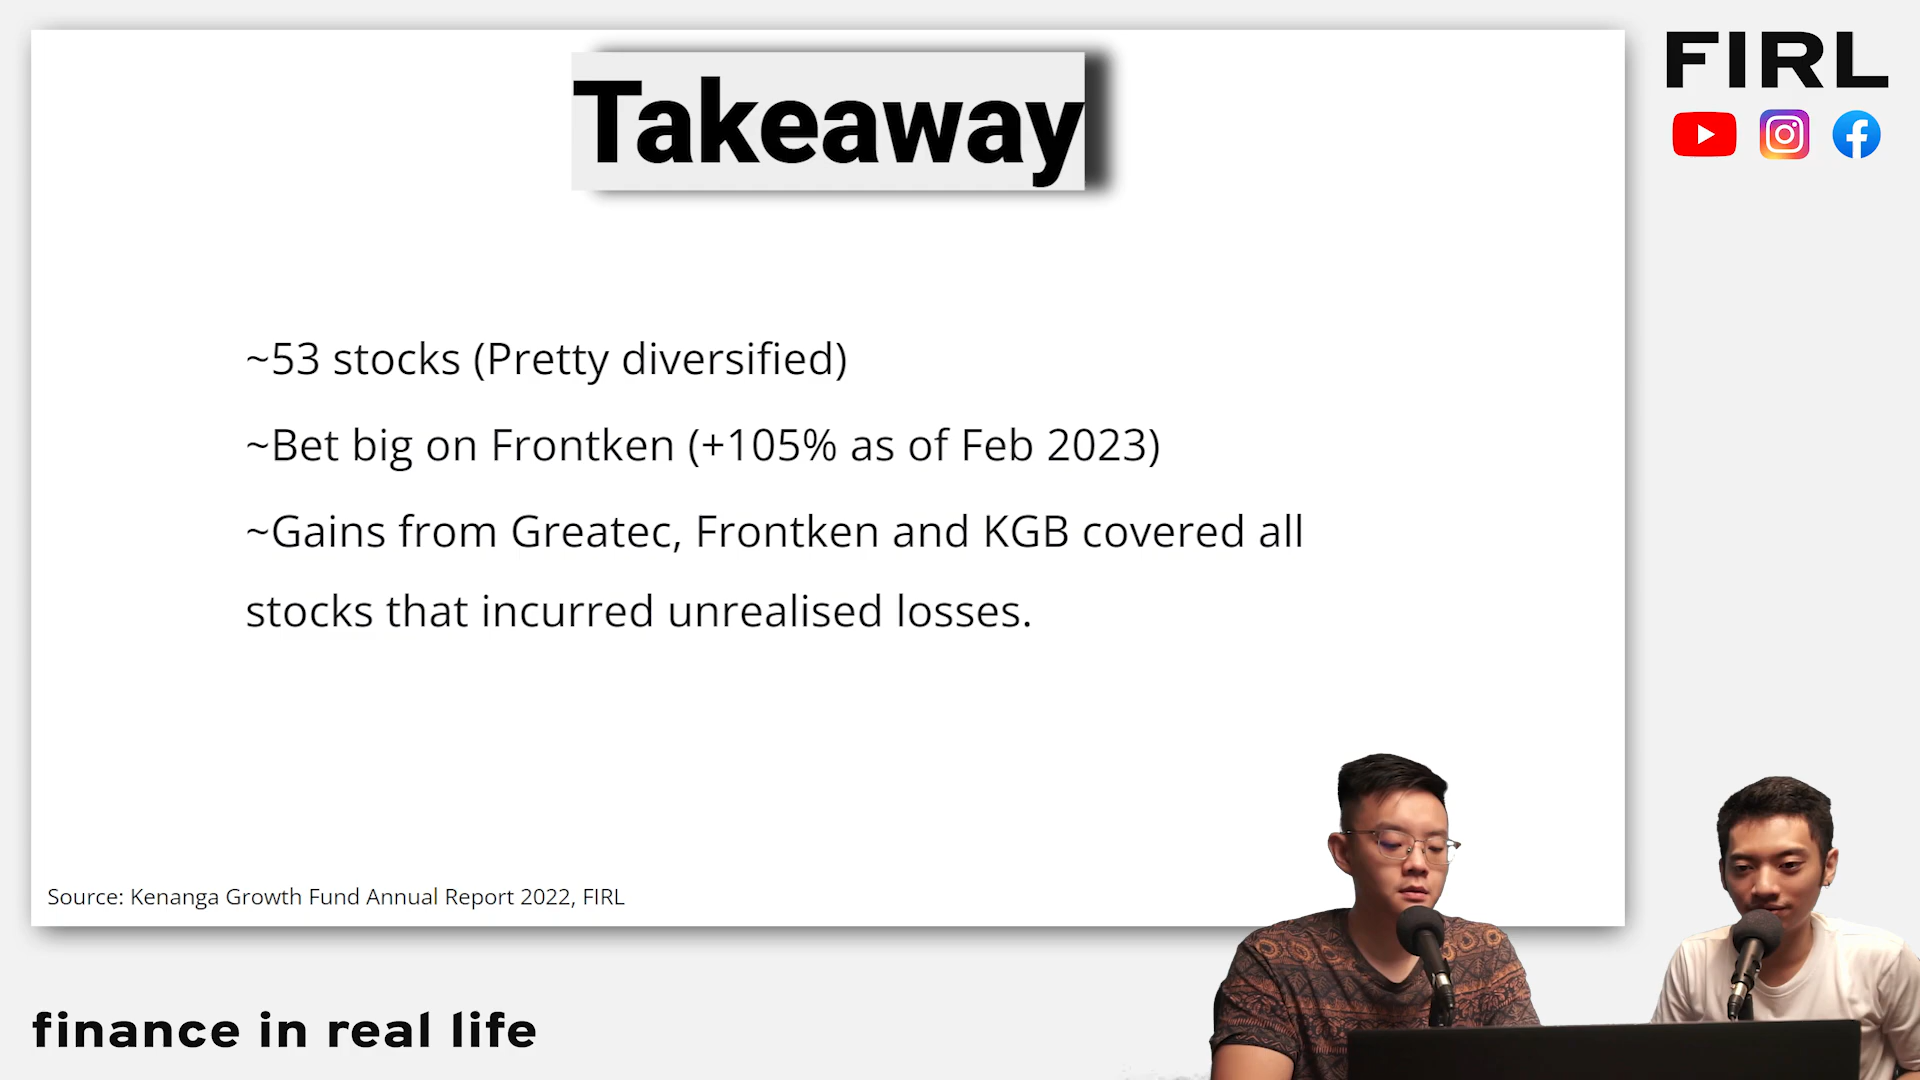 Takeaway
FIRL
~53 stocks (Pretty diversified)
~Bet big on Frontken (+105% as of Feb 2023)
~Gains from Greatec, Frontken and KGB covered all
stocks that incurred unrealised losses.
Source: Kenanga Growth Fund Annual Report 2022, FIRL
finance in real life